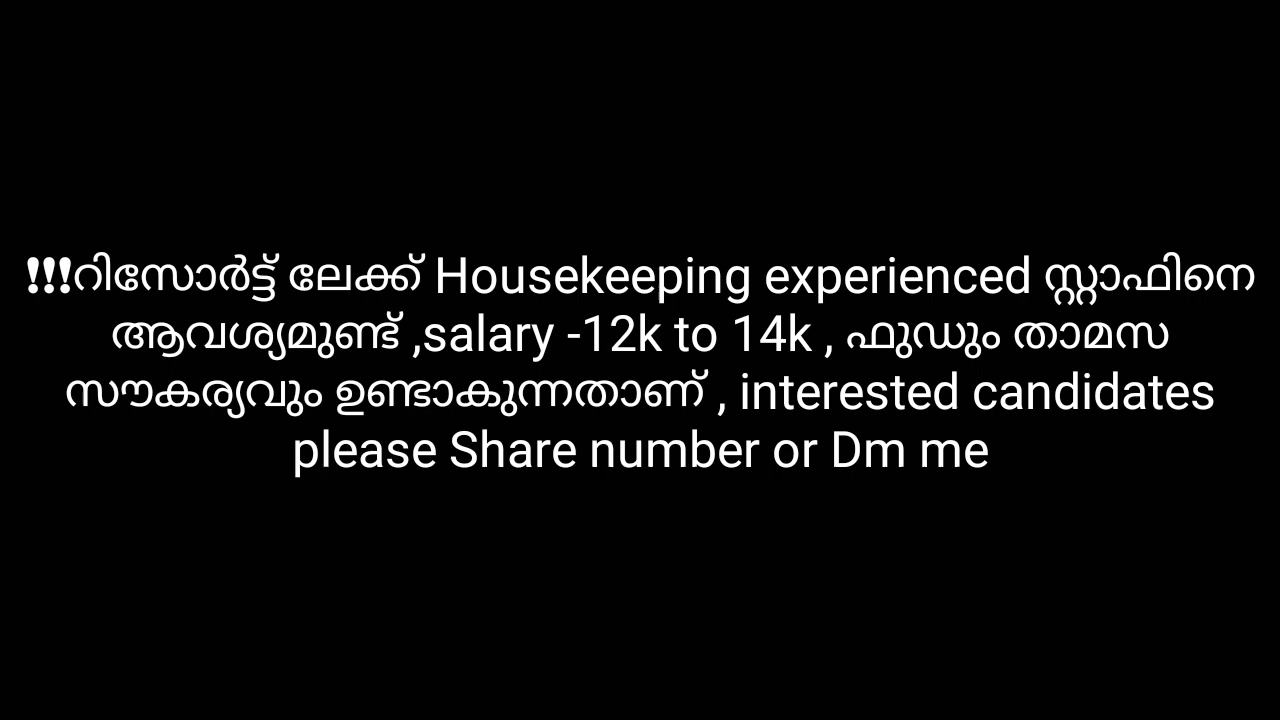 !!!റിസോർട്ട് ലേക്ക് Housekeeping experienced സ്റ്റാഫിനെ
ആവശ്യമുണ്ട് ,salary -12k to 14k , ഫുഡും താമസ
സൗകര്യവും ഉണ്ടാകുന്നതാണ് , interested candidates
please Share number or Dm me